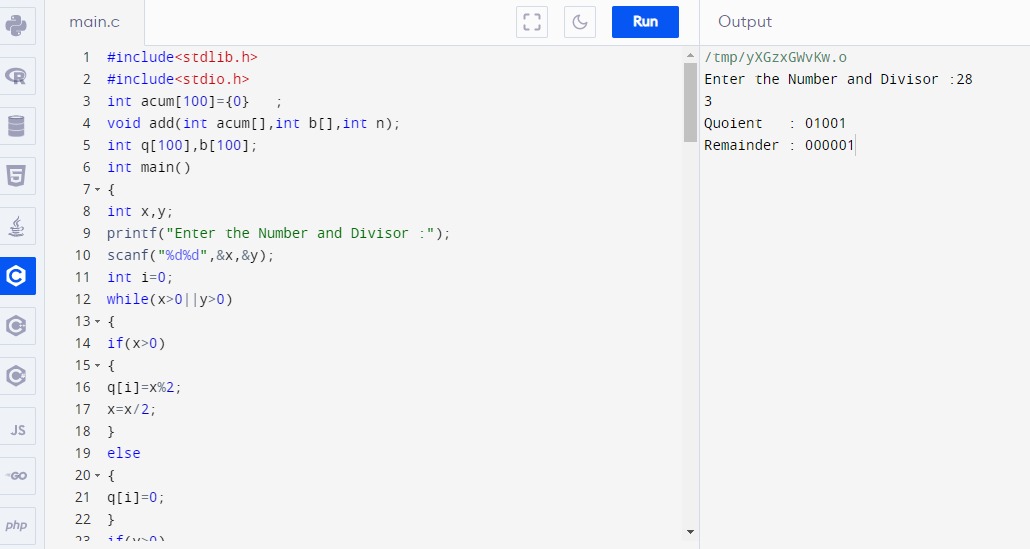 main.c
Run
Output
1 #include<stdlib.h>
2 #include<stdio.h>
3 int acum[100]={0}   ;
4 void add(int acum[],int b[],int n);
5 int q[100],b[100];
6 int main()
7 {
8 int x,y;
9 printf("Enter the Number and Divisor :");
10 scanf("%d%d",&x,&y);
11 int i=0;
12 while(x>0||y>0)
13 {
14 if(x>0)
15 {
16 q[i]=x%2;
17 x=x/2;
18 }
19 else
20 {
21 q[i]=0;
22 }
23 if(y>0)
/tmp/yXGzxGWvKw.o
Enter the Number and Divisor :28
3
Quoient   : 01001
Remainder : 000001
R
5
C
C
C
JS
GO
php